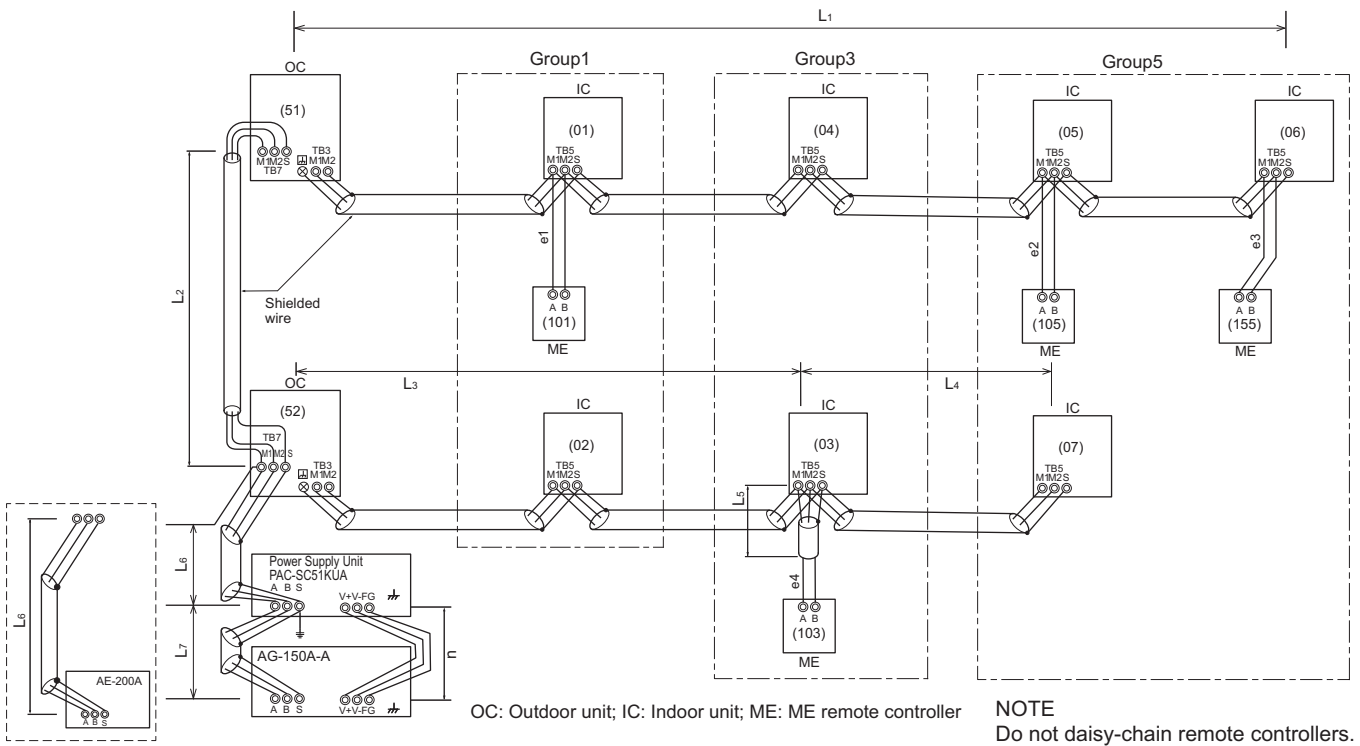 L1
Group1
Group3
Group5
OC
IC
IC
IC
IC
(51)
(01)
(04)
(05)
(06)
M1M2S
TB7
TB3
M1M2
TB5
M1M2S
TB5
M1M2S
TB5
M1M2S
TB5
M1M2S
L2
Shielded
wire
e1
e2
e3
A B
(101)
ME
A B
(105)
ME
A B
(155)
ME
L3
L4
OC
IC
IC
IC
(52)
(02)
(03)
(07)
TB7
M1M2 S
TB3
M1M2
TB5
M1M2S
TB5
M1M2S
TB5
M1M2S
L5
e4
A B
(103)
ME
L6
AE-200A
A B S
L6
Power Supply Unit
PAC-SC51KUA
A B S
V+V-FG
L7
n
AG-150A-A
A B S
V+V-FG
OC: Outdoor unit; IC: Indoor unit; ME: ME remote controller
NOTE
Do not daisy-chain remote controllers.